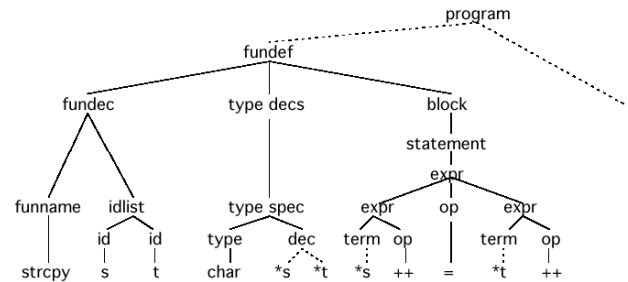 program
fundef
fundec type decs block
statement
expr
funname idlist type spec expr op expr
id id type dec term op term op
strcpy s t char *s *t *s ++ = *t ++